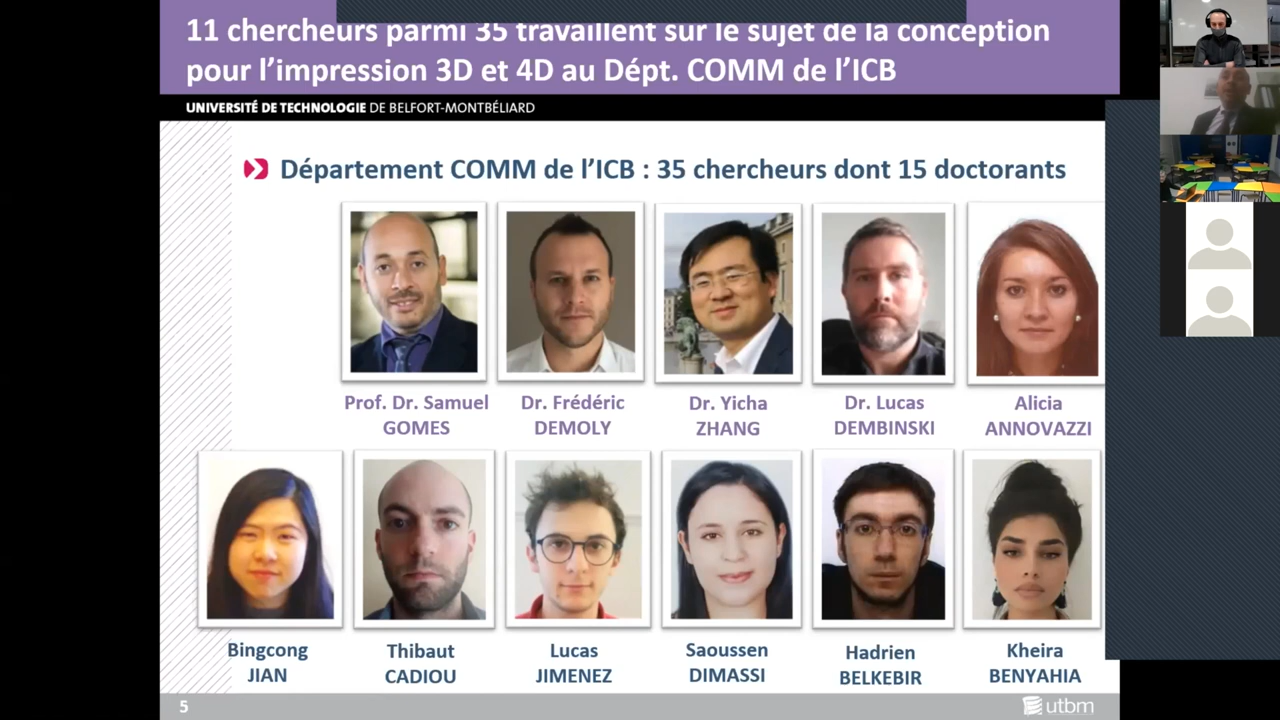 11 chercheurs parmi 35 travaillent sur le sujet de la conception
pour l'impression 3D et 4D au Dépt. COMM de l'ICB
UNIVERSITÉ DE TECHNOLOGIE DE BELFORT-MONTBÉLIARD
Département COMM de l'ICB : 35 chercheurs dont 15 doctorants
Prof. Dr. Samuel
GOMES
Dr. Frédéric
DEMOLY
Dr. Yicha
ZHANG
Dr. Lucas
DEMBINSKI
Alicia
ANNOVAZZI
Bingcong
JIAN
Thibaut
CADIOU
Lucas
JIMENEZ
Saoussen
DIMASSI
Hadrien
BELKEBIR
Kheira
BENYAHIA
5
utbm